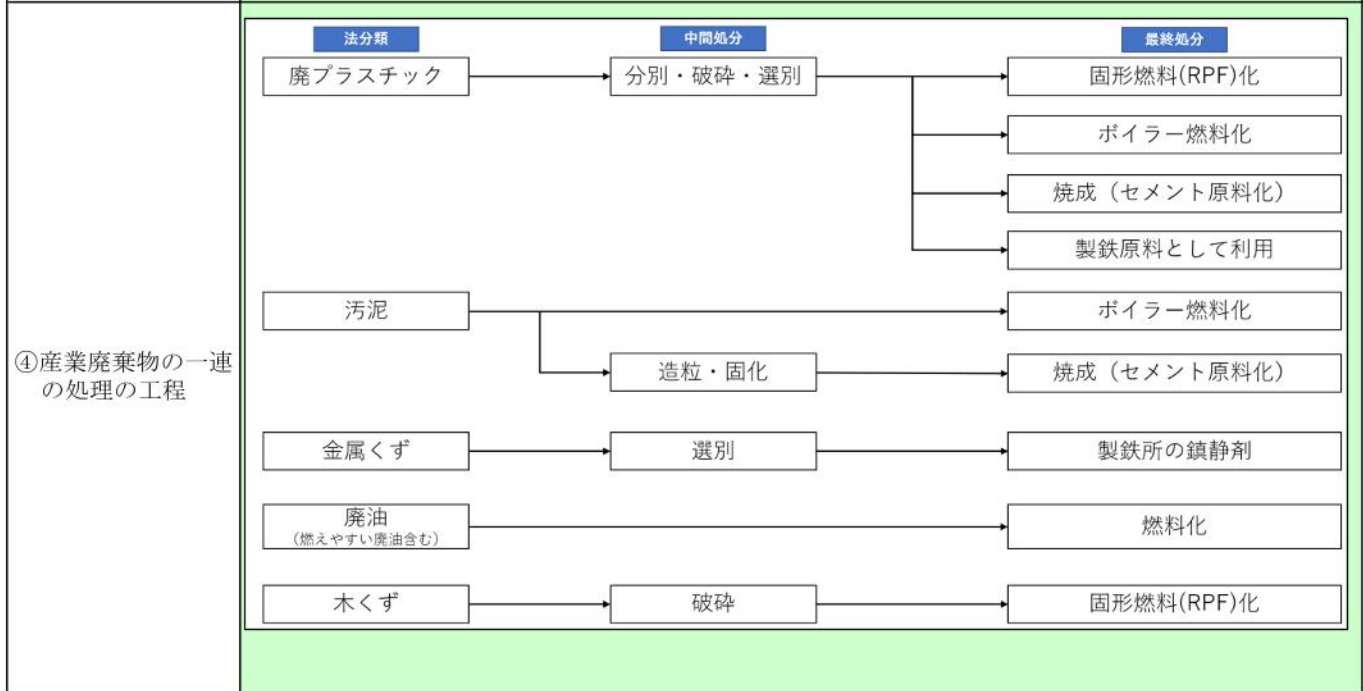 ④産業廃棄物の一連
の処理の工程
法分類 中間処分 最終処分
廃プラスチック 分別・破砕・選別 固形燃料(RPF)化
ボイラー燃料化
焼成（セメント原料化）
製鉄原料として利用
汚泥 ボイラー燃料化
造粒・固化 焼成（セメント原料化）
金属くず 選別 製鉄所の鎮静剤
廃油 燃料化
（燃えやすい廃油含む）
木くず 破砕 固形燃料(RPF)化